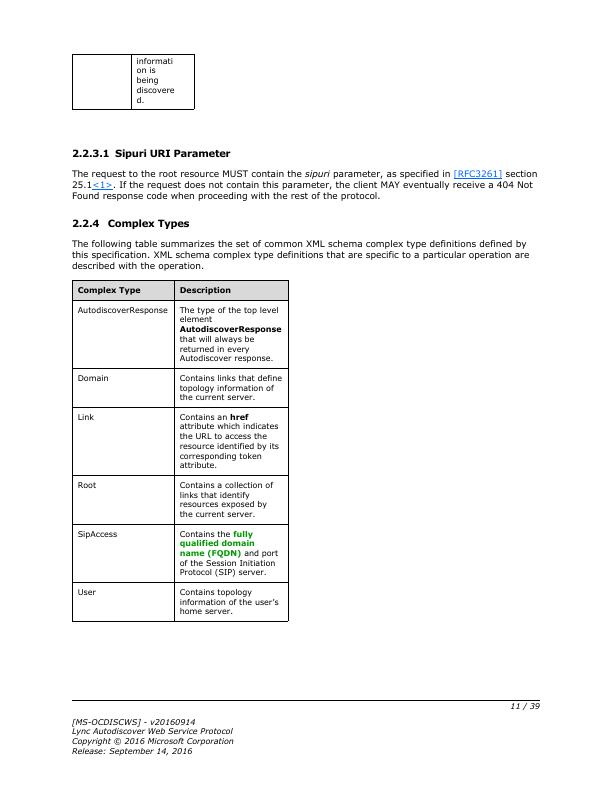 informati
on is
being
discovere
d.
2.2.3.1 Sipuri URI Parameter
The request to the root resource MUST contain the sipuri parameter, as specified in [RFC3261] section
25.1<1>. If the request does not contain this parameter, the client MAY eventually receive a 404 Not
Found response code when proceeding with the rest of the protocol.
2.2.4 Complex Types
The following table summarizes the set of common XML schema complex type definitions defined by
this specification. XML schema complex type definitions that are specific to a particular operation are
described with the operation.
Complex Type Description
AutodiscoverResponse The type of the top level
element
AutodiscoverResponse
that will always be
returned in every
Autodiscover response.
Domain Contains links that define
topology information of
the current server.
Link Contains an href
attribute which indicates
the URL to access the
resource identified by its
corresponding token
attribute.
Root Contains a collection of
links that identify
resources exposed by
the current server.
SipAccess Contains the fully
qualified domain
name (FQDN) and port
of the Session Initiation
Protocol (SIP) server.
User Contains topology
information of the user's
home server.
11 / 39
[MS-OCDISCWS] - v20160914
Lync Autodiscover Web Service Protocol
Copyright © 2016 Microsoft Corporation
Release: September 14, 2016